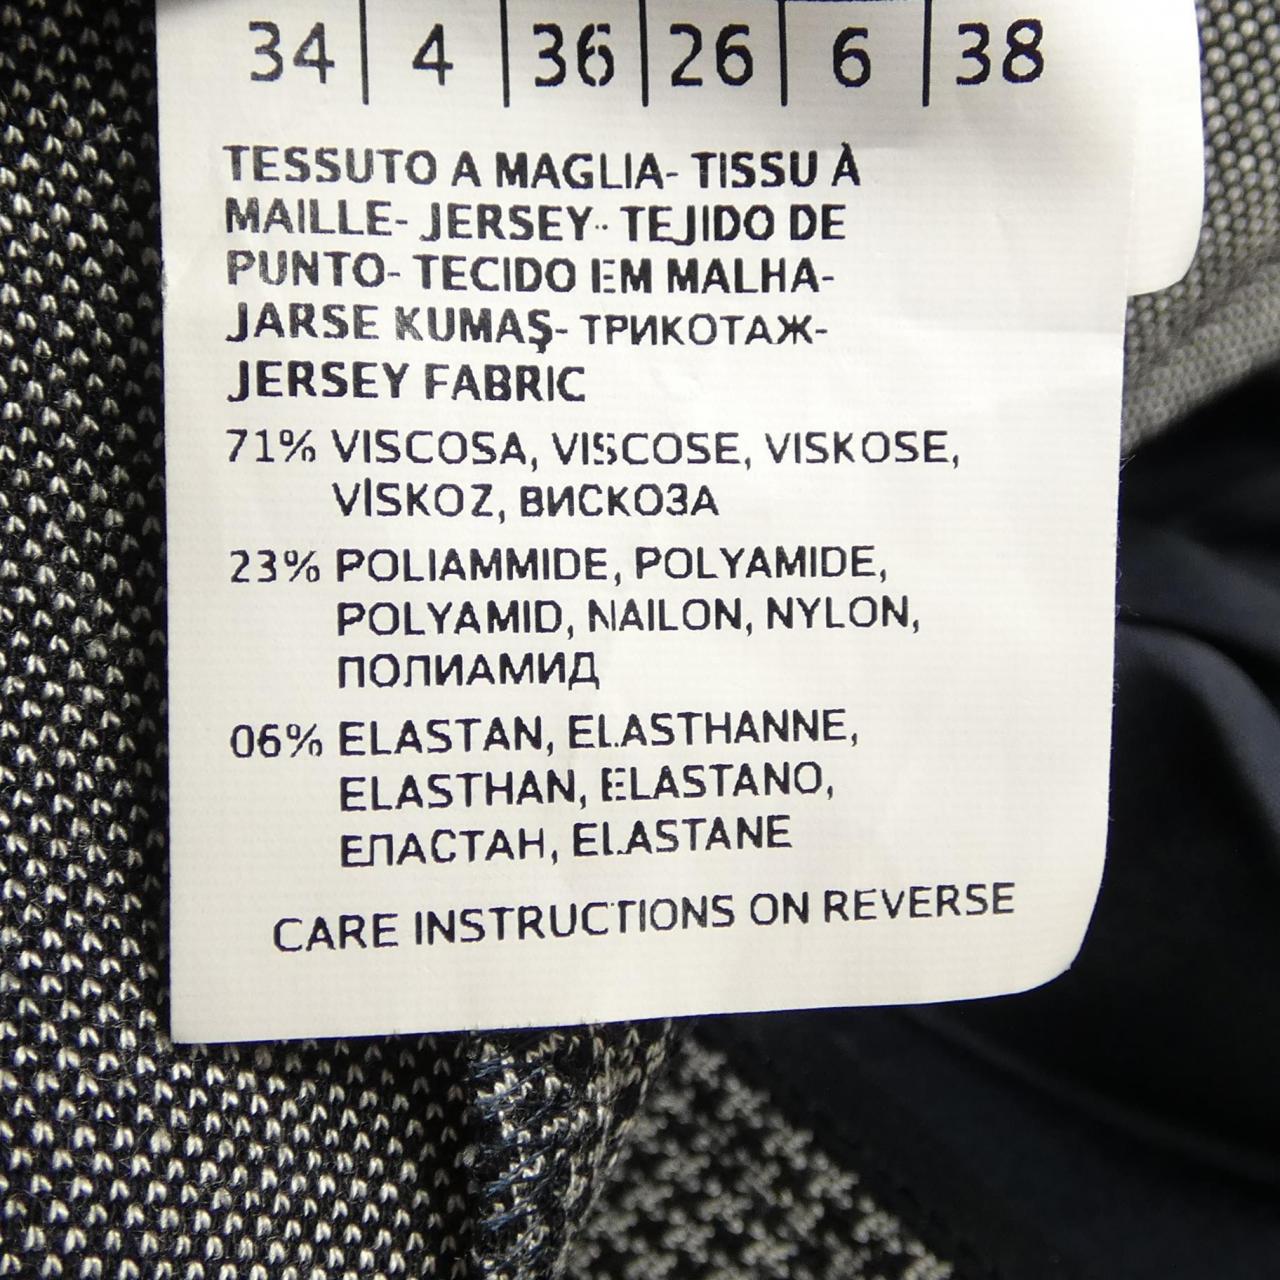 34 | 4 | 36 | 26 | 6 | 38
TESSUTO A MAGLIA- TISSU À
MAILLE- JERSEY- TEJIDO DE
PUNTO- TECIDO EM MALHA-
JARSE KUMAŞ- ТРИКОТАЖ-
JERSEY FABRIC
71% VISCOSA, VISCOSE, VISKOSE,
VISKOZ, ВИСКОЗА
23% POLIAMMIDE, POLYAMIDE,
POLYAMID, NAILON, NYLON,
ПОЛИАМИД
06% ELASTAN, ELASTHANNE,
ELASTHAN, ELASTANO,
ЕЛАСТАН, ELASTANE
CARE INSTRUCTIONS ON REVERSE